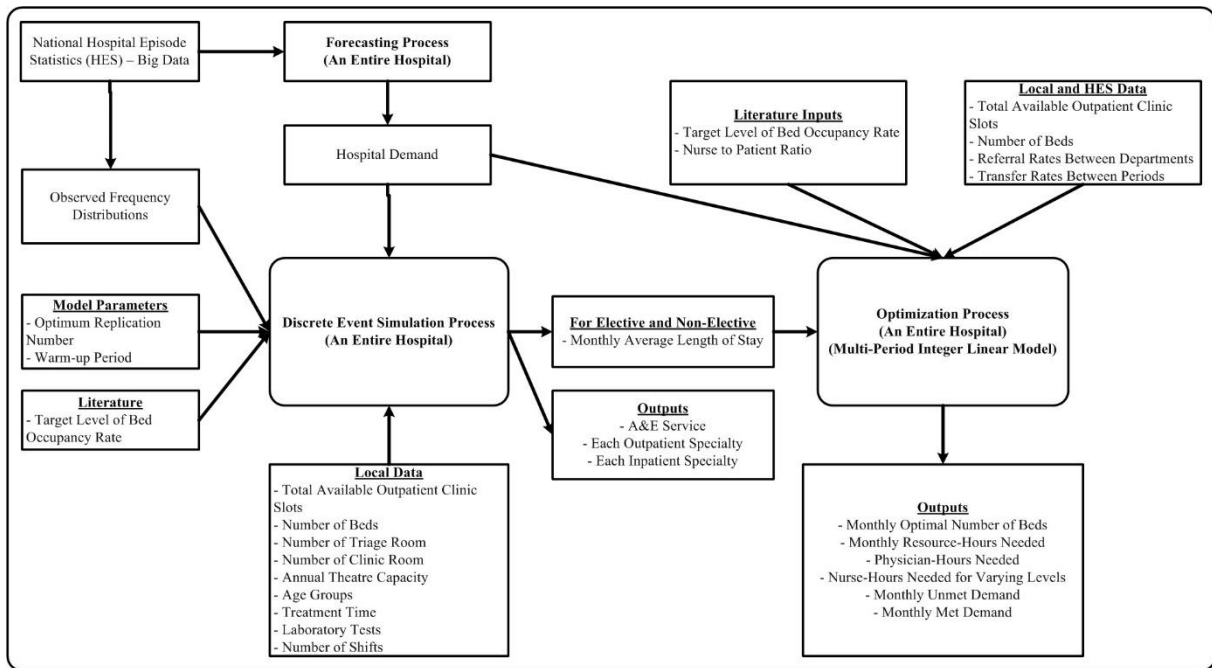 National Hospital Episode
Statistics (HES) – Big Data
Forecasting Process
(An Entire Hospital)
Literature Inputs
- Target Level of Bed Occupancy Rate
- Nurse to Patient Ratio
Local and HES Data
- Total Available Outpatient Clinic
Slots
- Number of Beds
- Referral Rates Between Departments
- Transfer Rates Between Periods
Hospital Demand
Observed Frequency
Distributions
Model Parameters
- Optimum Replication
Number
- Warm-up Period
Literature
- Target Level of Bed
Occupancy Rate
Discrete Event Simulation Process
(An Entire Hospital)
For Elective and Non-Elective
- Monthly Average Length of Stay
Optimization Process
(An Entire Hospital)
(Multi-Period Integer Linear Model)
Outputs
- A&E Service
- Each Outpatient Specialty
- Each Inpatient Specialty
Local Data
- Total Available Outpatient Clinic
Slots
- Number of Beds
- Number of Triage Room
- Number of Clinic Room
- Annual Theatre Capacity
- Age Groups
- Treatment Time
- Laboratory Tests
- Number of Shifts
Outputs
- Monthly Optimal Number of Beds
- Monthly Resource-Hours Needed
- Physician-Hours Needed
- Nurse-Hours Needed for Varying Levels
- Monthly Unmet Demand
- Monthly Met Demand